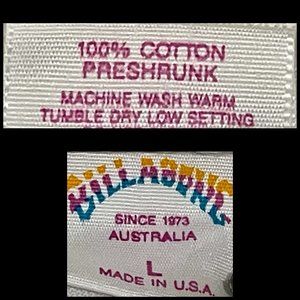 100% COTTON
PRESHRUNK
MACHINE WASH WARM
TUMBLE DRY LOW SETTING
BILLABONG
SINCE 1973
AUSTRALIA
L
MADE IN U.S.A.